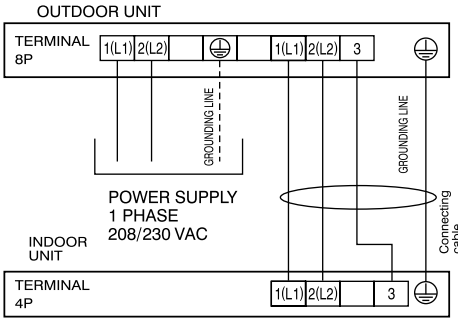 OUTDOOR UNIT
TERMINAL
8P
1(L1) 2(L2) 1(L1) 2(L2) 3
GROUNDING LINE
GROUNDING LINE
POWER SUPPLY
1 PHASE
208/230 VAC
Connecting
cable
INDOOR
UNIT
TERMINAL
4P
1(L1) 2(L2) 3